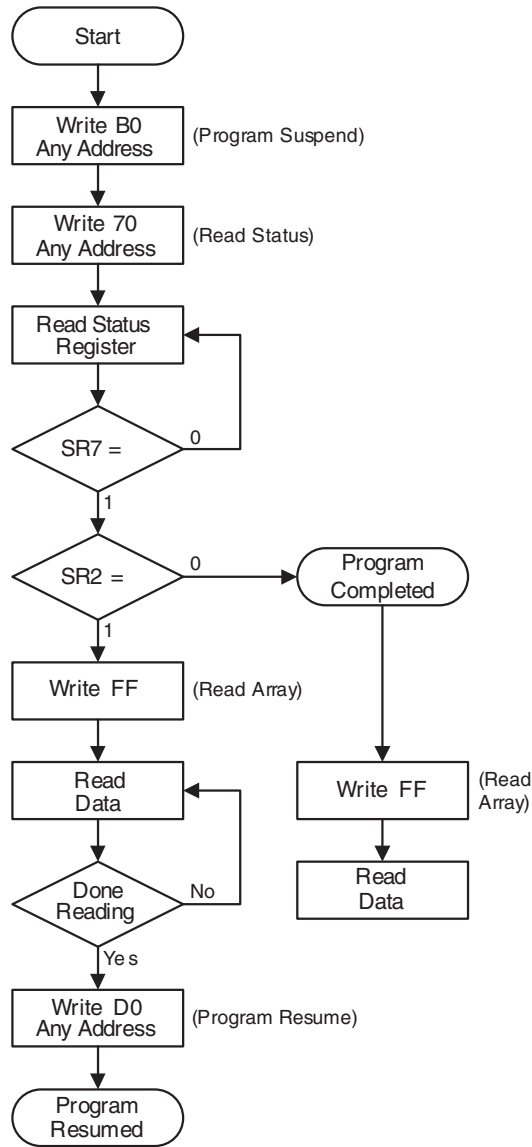 Start
Write B0
Any Address
(Program Suspend)
Write 70
Any Address
(Read Status)
Read Status
Register
SR7 =
0
1
SR2 =
0
Program
Completed
1
Write FF
(Read Array)
Read
Data
Write FF
(Read
Array)
Done
Reading
No
Read
Data
Yes
Write D0
Any Address
(Program Resume)
Program
Resumed